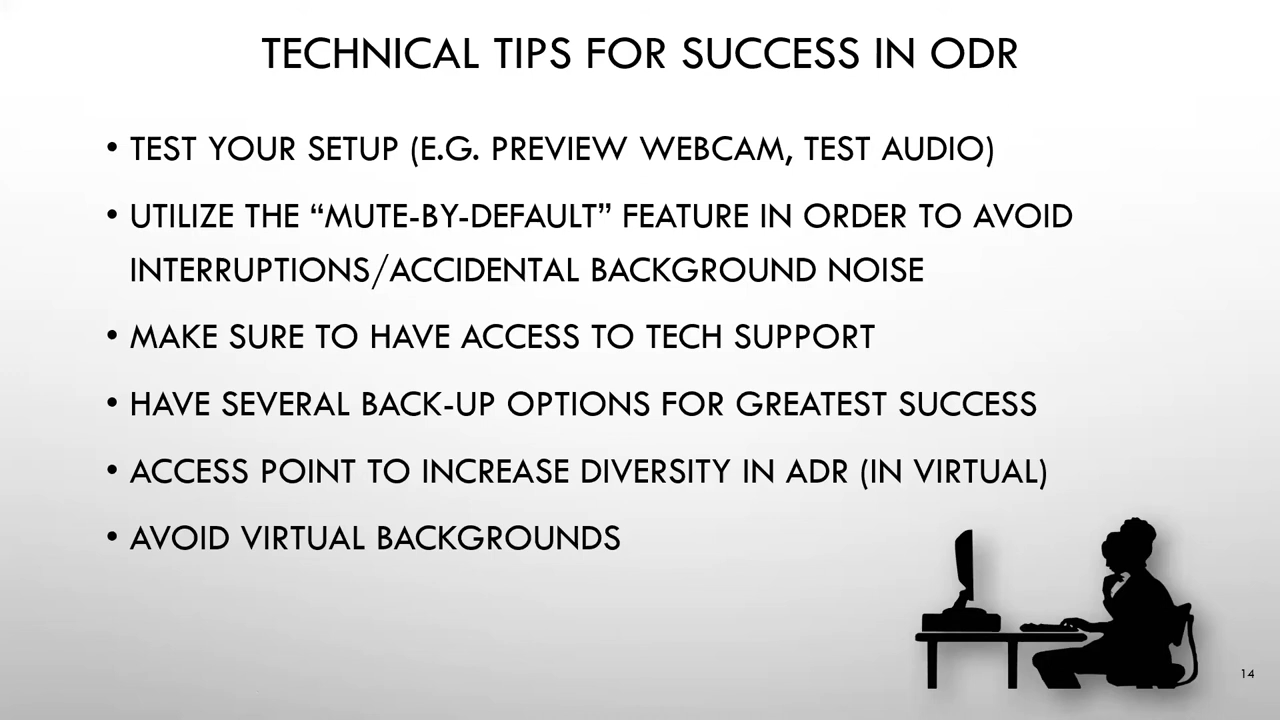 TECHNICAL TIPS FOR SUCCESS IN ODR
• TEST YOUR SETUP (E.G. PREVIEW WEBCAM, TEST AUDIO)
• UTILIZE THE “MUTE-BY-DEFAULT” FEATURE IN ORDER TO AVOID
INTERRUPTIONS/ACCIDENTAL BACKGROUND NOISE
• MAKE SURE TO HAVE ACCESS TO TECH SUPPORT
• HAVE SEVERAL BACK-UP OPTIONS FOR GREATEST SUCCESS
• ACCESS POINT TO INCREASE DIVERSITY IN ADR (IN VIRTUAL)
• AVOID VIRTUAL BACKGROUNDS
14